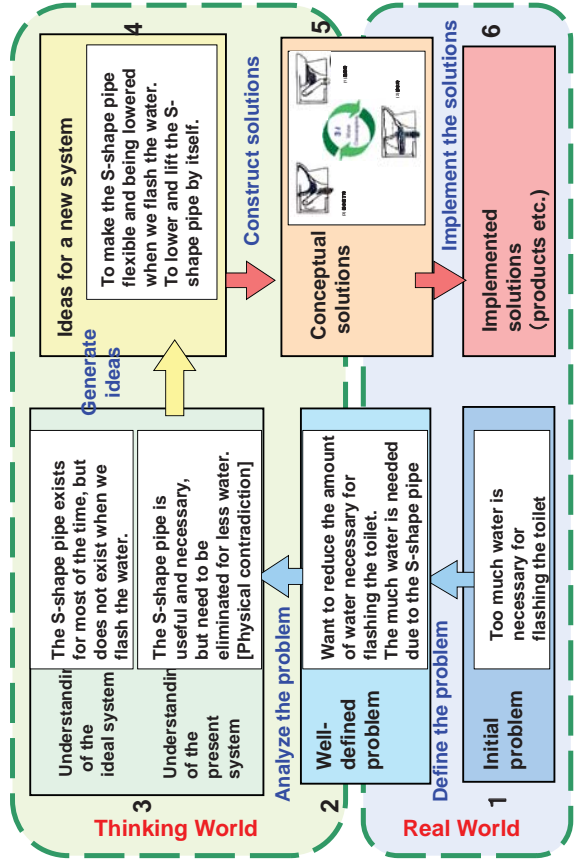 Thinking World
3
Understandin
of the
ideal system
The S-shape pipe exists
for most of the time, but
does not exist when we
flash the water.
Understandin
of the
present
system
The S-shape pipe is
useful and necessary,
but need to be
eliminated for less water.
[Physical contradiction]
Generate
ideas
Ideas for a new system
4
To make the S-shape pipe
flexible and being lowered
when we flash the water.
To lower and lift the S-
shape pipe by itself.
Analyze the problem
Construct solutions
2
Well-
defined
problem
Want to reduce the amount
of water necessary for
flashing the toilet.
The much water is needed
due to the S-shape pipe
Conceptual
solutions
5
Define the problem
Implement the solutions
Real World
1
Initial
problem
Too much water is
necessary for
flashing the toilet
Implemented
solutions
(products etc.)
6